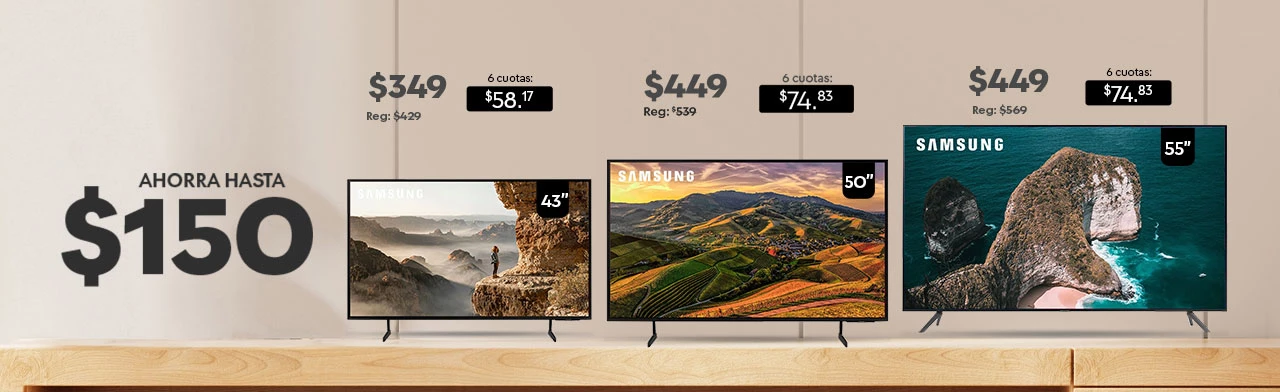 AHORRA HASTA
$150
$349
Reg: $429
6 cuotas:
$58.17
SAMSUNG
43”
$449
Reg: $539
6 cuotas:
$74.83
SAMSUNG
50”
$449
Reg: $569
6 cuotas:
$74.83
SAMSUNG
55”